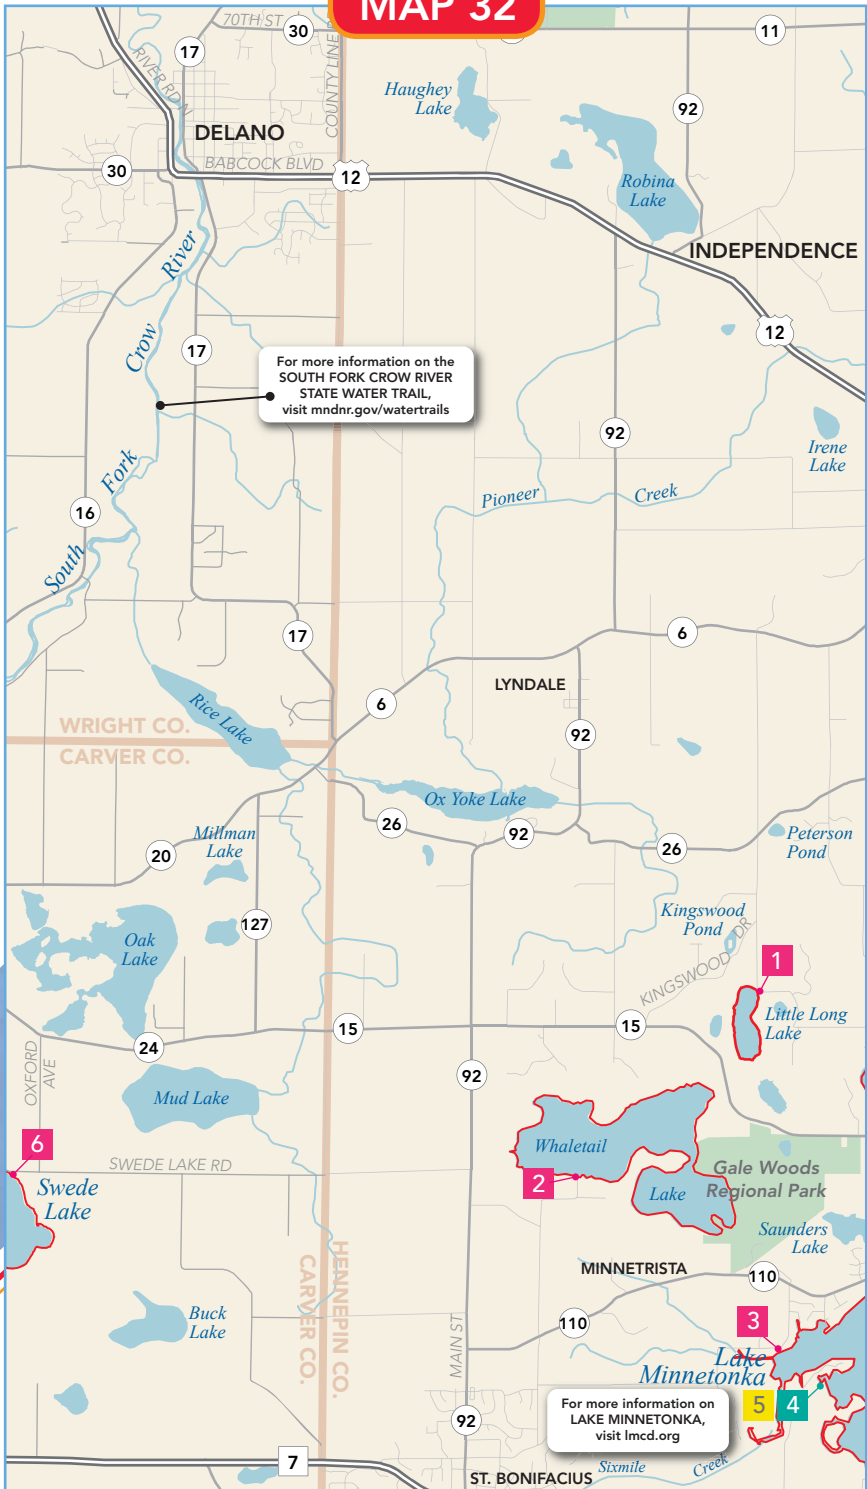 MAP 32
70TH ST
30
11
17
COUNTY LINE
RIVER RD N
Haughey
Lake
92
DELANO
BABCOCK BLVD
30
12
Robina
Lake
River
INDEPENDENCE
Crow
17
12
For more information on the
SOUTH FORK CROW RIVER
STATE WATER TRAIL,
visit mndnr.gov/watertrails
92
Irene
Lake
Fork
Pioneer
Creek
16
South
17
6
LYNDALE
Rice Lake
6
WRIGHT CO.
CARVER CO.
92
Ox Yoke Lake
26
92
Millman
Lake
20
26
Peterson
Pond
127
Kingswood
Pond
KINGSWOOD DR
Oak
Lake
1
15
15
Little Long
Lake
24
OXFORD
AVE
92
Mud Lake
6
Whaletail
SWEDE LAKE RD
2
Lake
Gale Woods
Regional Park
Swede
Lake
Saunders
Lake
HENNEPIN CO.
CARVER CO.
MINNETRISTA
110
110
Buck
Lake
MAIN ST
3
Lake
Minnetonka
5
4
For more information on
LAKE MINNETONKA,
visit lmcd.org
92
7
ST. BONIFACIUS
Sixmile
Creek